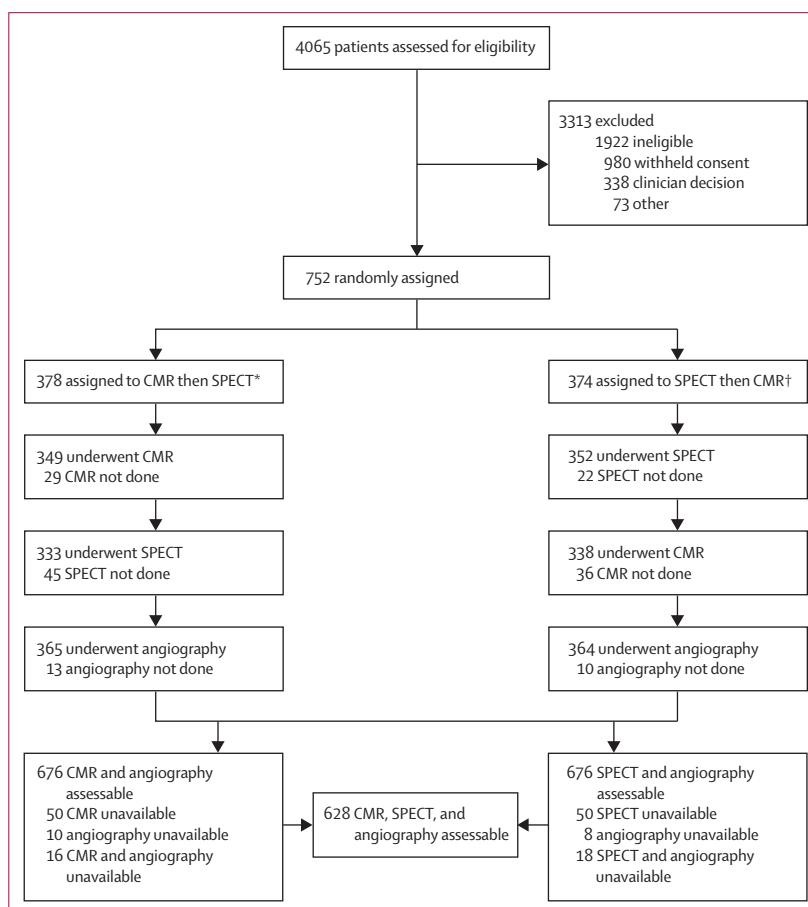 4065 patients assessed for eligibility
3313 excluded
1922 ineligible
980 withheld consent
338 clinician decision
73 other
752 randomly assigned
378 assigned to CMR then SPECT*
374 assigned to SPECT then CMR†
349 underwent CMR
29 CMR not done
352 underwent SPECT
22 SPECT not done
333 underwent SPECT
45 SPECT not done
338 underwent CMR
36 CMR not done
365 underwent angiography
13 angiography not done
364 underwent angiography
10 angiography not done
676 CMR and angiography
assessable
50 CMR unavailable
10 angiography unavailable
16 CMR and angiography
unavailable
628 CMR, SPECT, and
angiography assessable
676 SPECT and angiography
assessable
50 SPECT unavailable
8 angiography unavailable
18 SPECT and angiography
unavailable